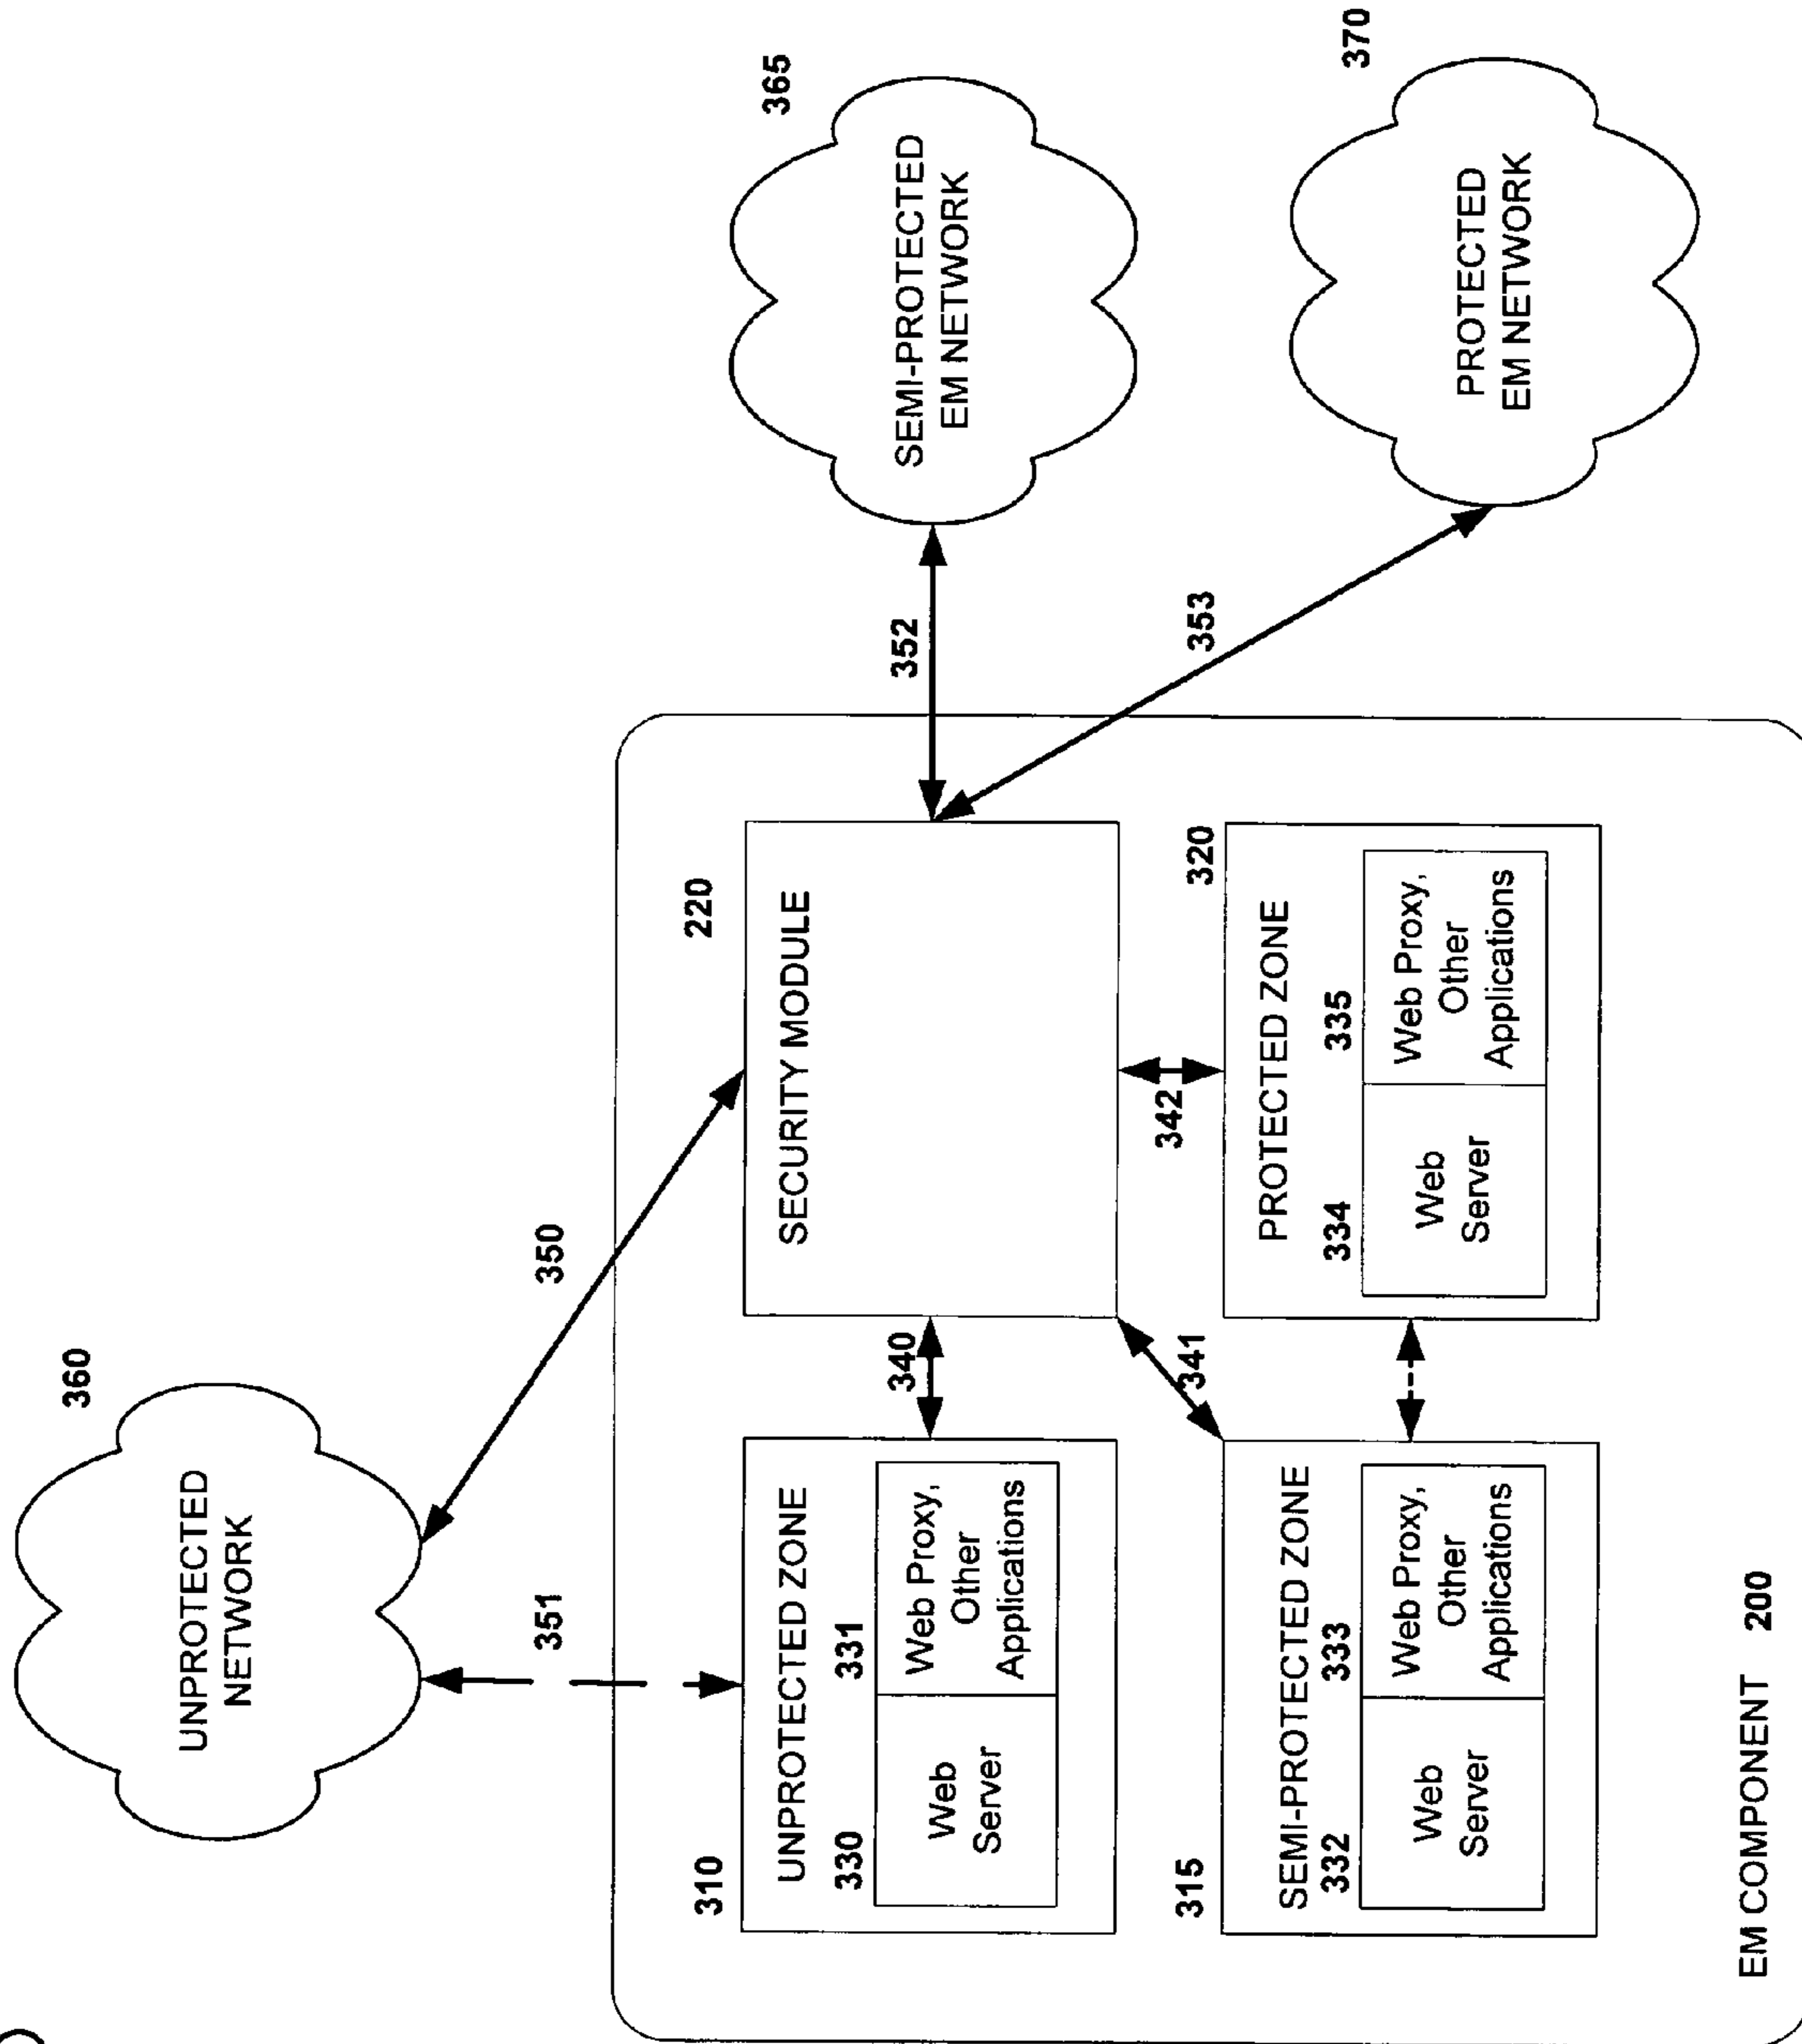 360
UNPROTECTED
NETWORK
351
350
365
SEMI-PROTECTED
EM NETWORK
352
370
PROTECTED
EM NETWORK
353
310
UNPROTECTED ZONE
330
331
Web
Server
Web Proxy,
Other
Applications
340
220
SECURITY MODULE
341
342
315
SEMI-PROTECTED ZONE
332
333
Web
Server
Web Proxy,
Other
Applications
320
PROTECTED ZONE
334
335
Web
Server
Web Proxy,
Other
Applications
EM COMPONENT 200